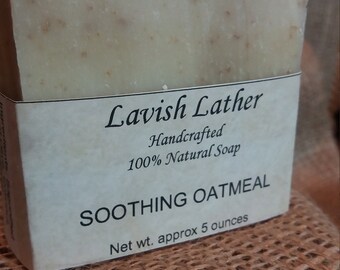 Lavish Lather
Handcrafted
100% Natural Soap
SOOTHING OATMEAL
Net wt. approx 5 ounces